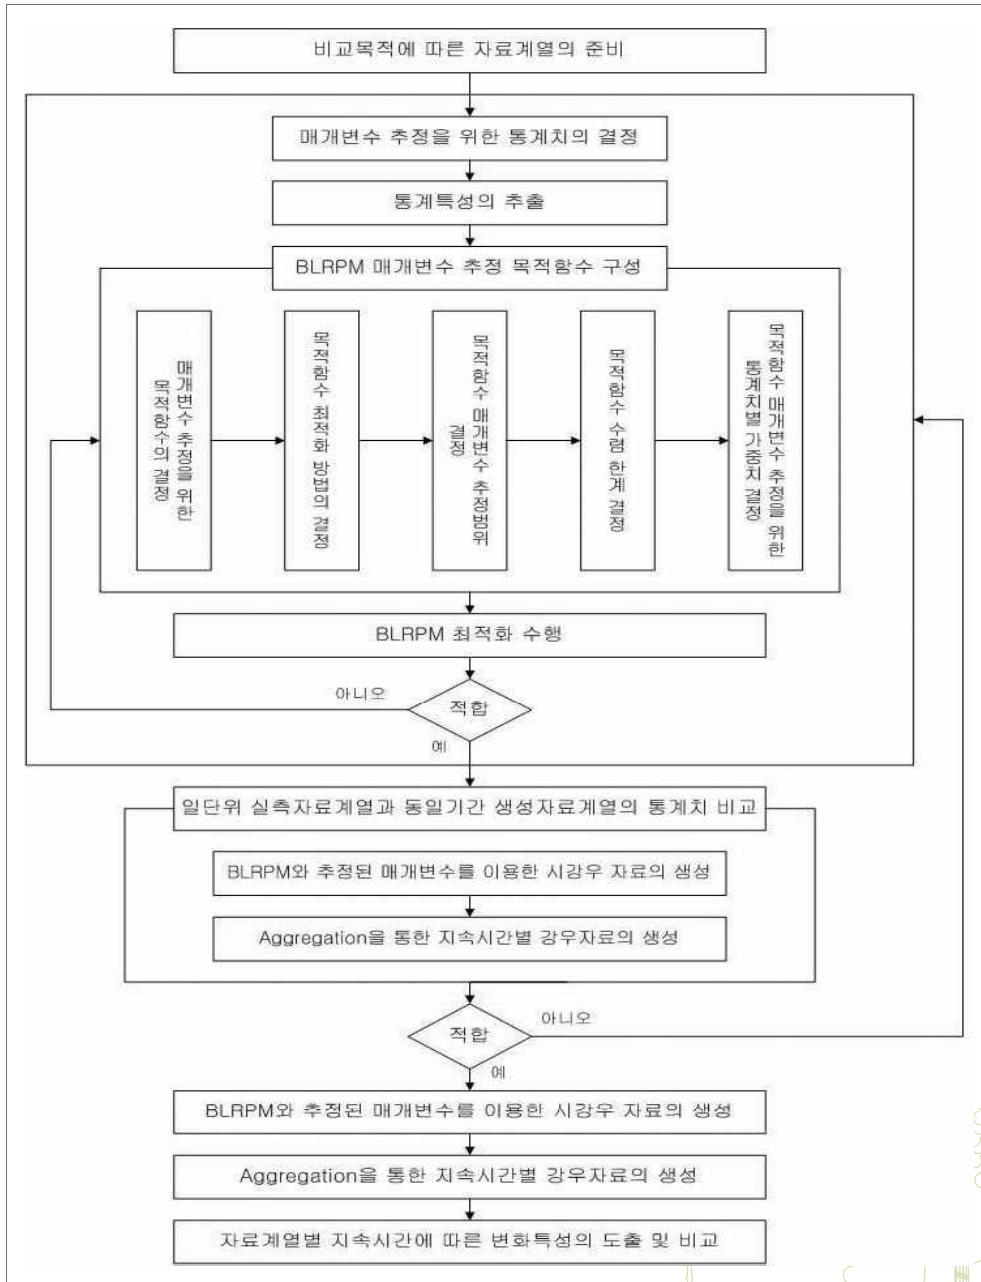 비교목적에 따른 자료계열의 준비
매개변수 추정을 위한 통계치의 결정
통계특성의 추출
BLRPM 매개변수 추정 목적함수 구성
매개변수 추정을 위한
목적함수의 결정
목적함수 최적화 방법의 결정
목적함수 매개변수 추정범위
결정
목적함수 수렴 한계 결정
목적함수 매개변수 추정을 위한
통계치별 가중치 결정
BLRPM 최적화 수행
아니오
적합
예
일단위 실측자료계열과 동일기간 생성자료계열의 통계치 비교
BLRPM와 추정된 매개변수를 이용한 시강우 자료의 생성
Aggregation을 통한 지속시간별 강우자료의 생성
적합
아니오
예
BLRPM와 추정된 매개변수를 이용한 시강우 자료의 생성
Aggregation을 통한 지속시간별 강우자료의 생성
자료계열별 지속시간에 따른 변화특성의 도출 및 비교